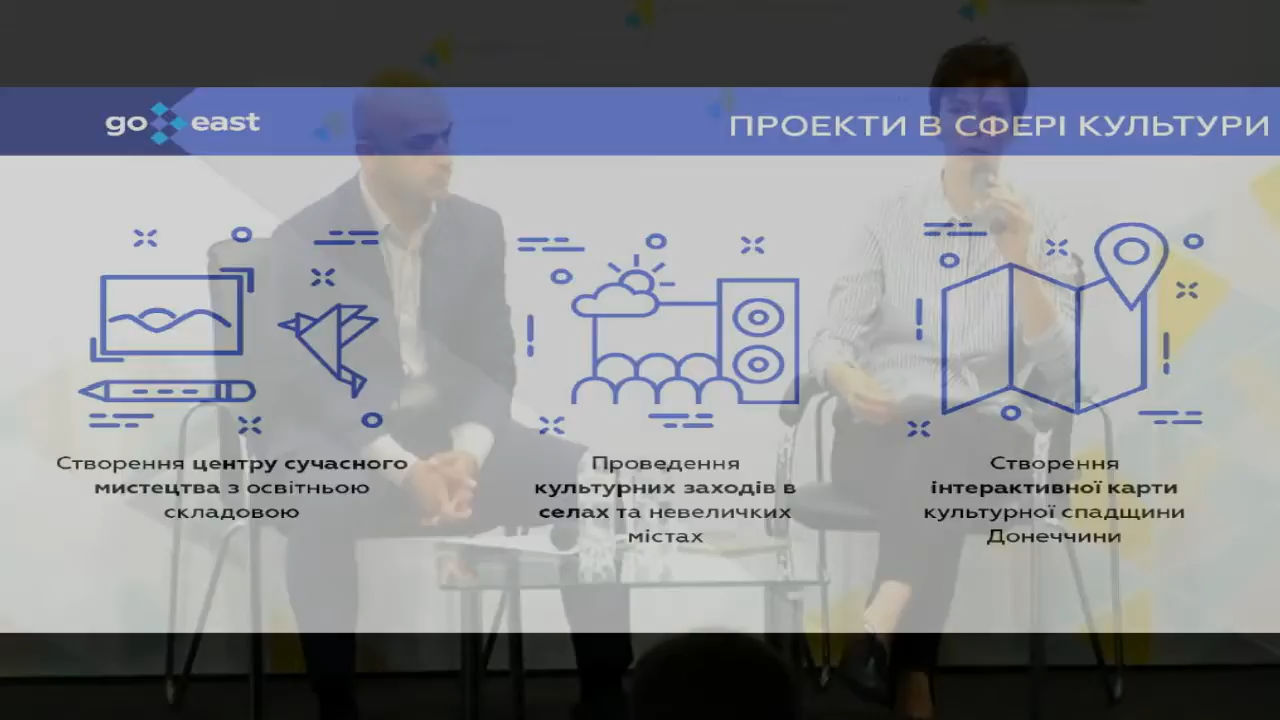 go east
ПРОЕКТИ В СФЕРІ КУЛЬТУРИ
Створення центру сучасного
мистецтва з освітньою
складовою
Проведення
культурних заходів в
селах та невеличких
містах
Створення
інтерактивної карти
культурної спадщини
Донеччини